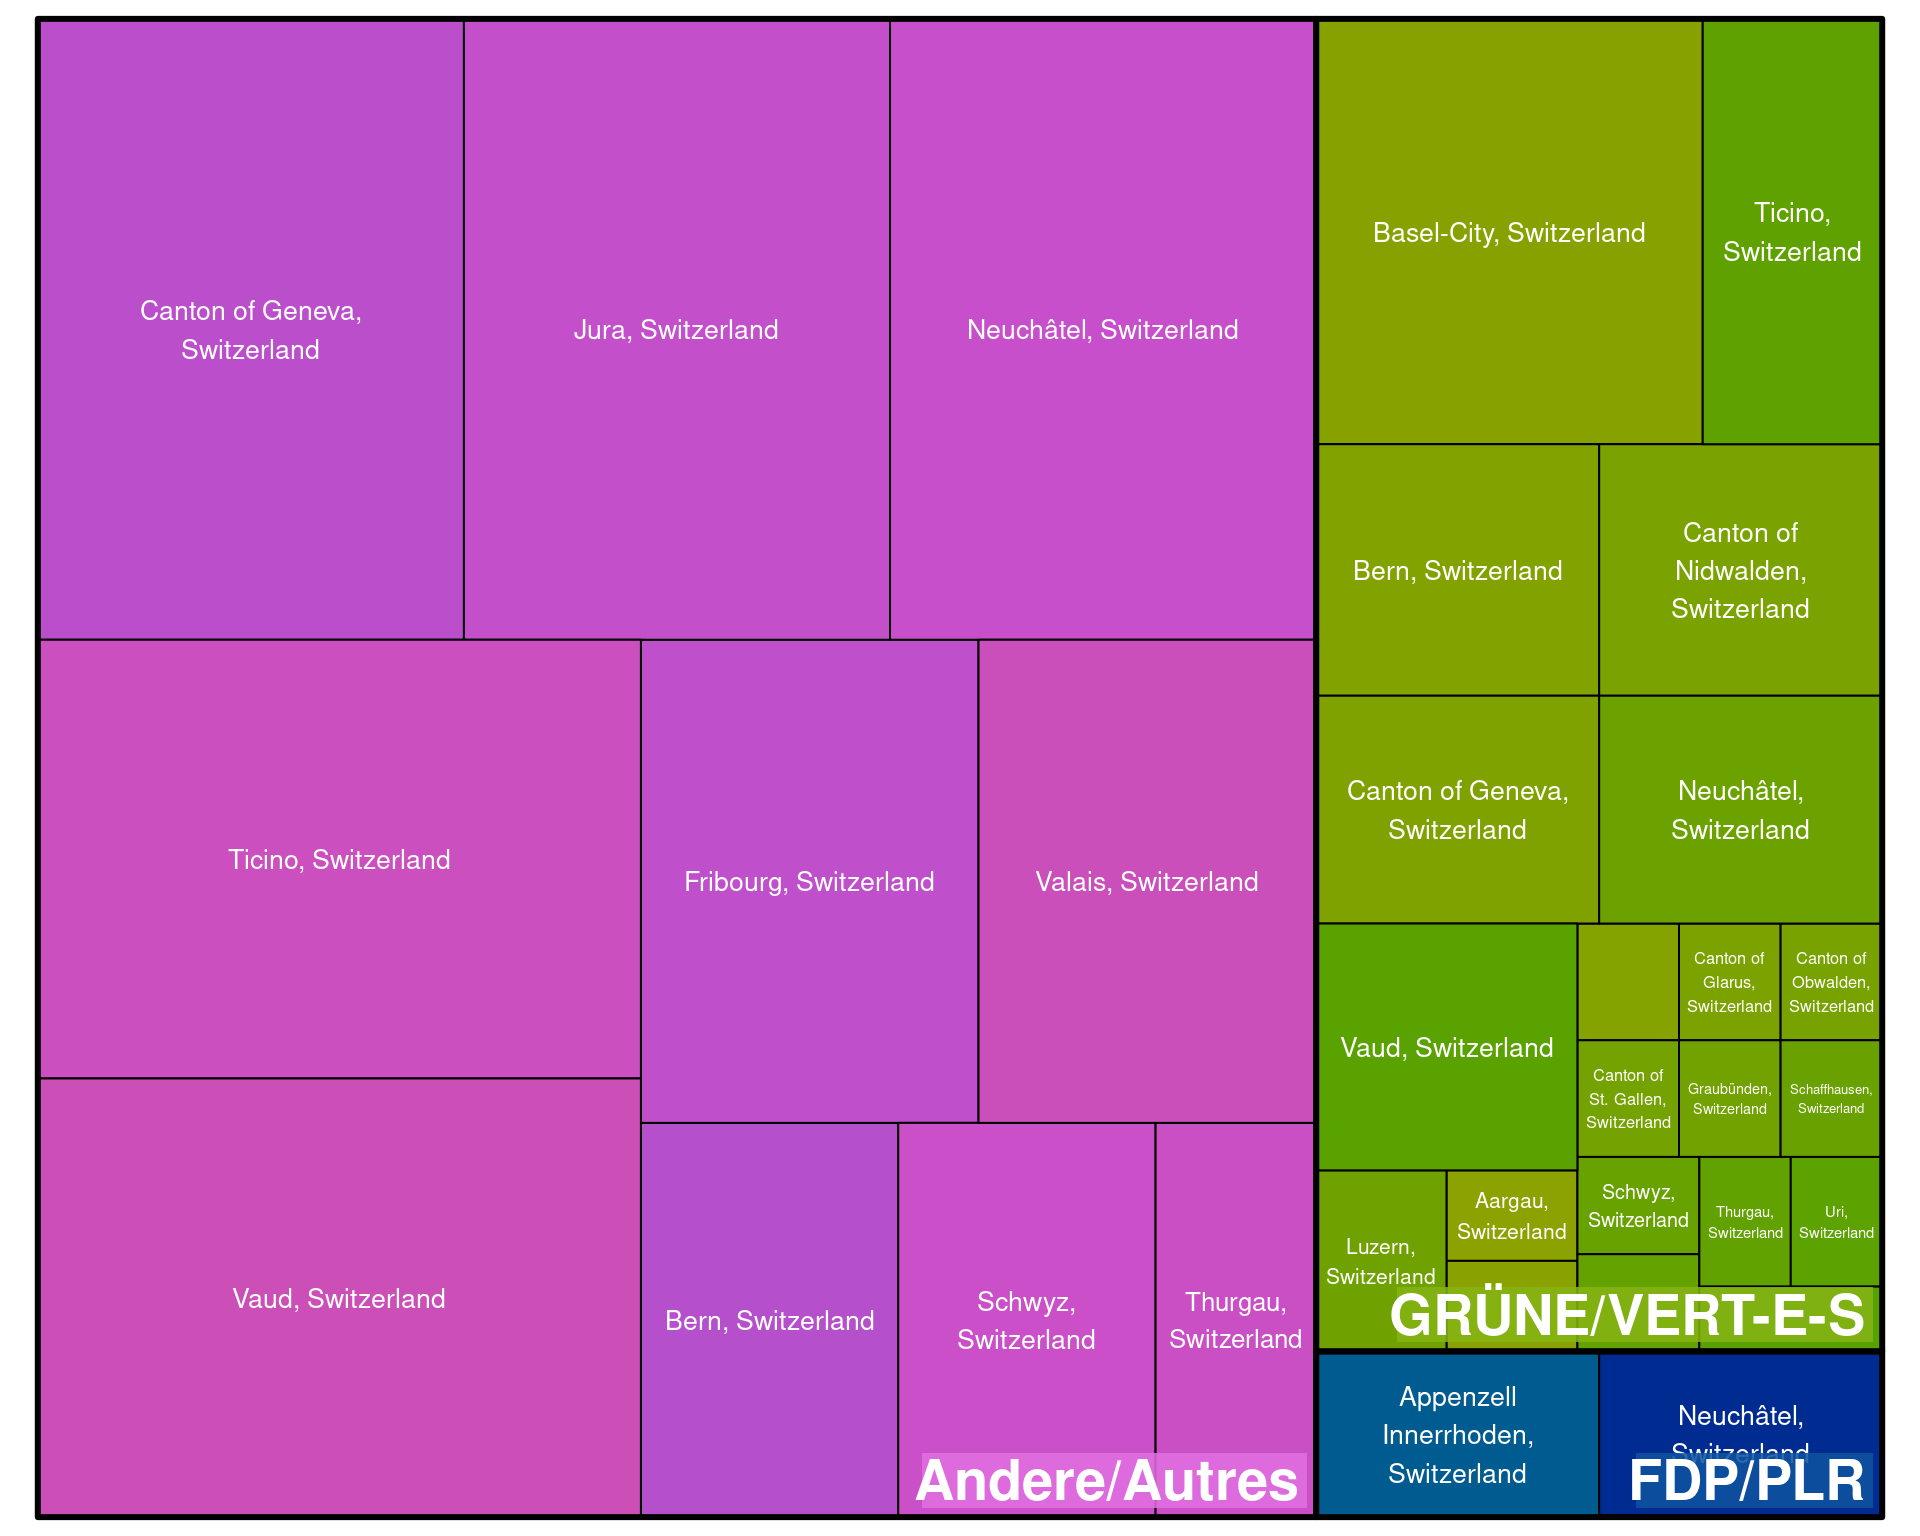 Canton of Geneva,
Switzerland
Jura, Switzerland
Neuchâtel, Switzerland
Ticino, Switzerland
Fribourg, Switzerland
Valais, Switzerland
Vaud, Switzerland
Bern, Switzerland
Schwyz,
Switzerland
Thurgau,
Switzerland
Andere/Autres
Basel-City, Switzerland
Ticino,
Switzerland
Bern, Switzerland
Canton of
Nidwalden,
Switzerland
Canton of Geneva,
Switzerland
Neuchâtel,
Switzerland
Vaud, Switzerland
Canton of
Glarus,
Switzerland
Canton of
Obwalden,
Switzerland
Canton of
St. Gallen,
Switzerland
Graubünden,
Switzerland
Schaffhausen,
Switzerland
Luzern,
Switzerland
Aargau,
Switzerland
Schwyz,
Switzerland
Thurgau,
Switzerland
Uri,
Switzerland
GRÜNE/VERT-E-S
Appenzell
Innerrhoden,
Switzerland
Neuchâtel,
Switzerland
FDP/PLR